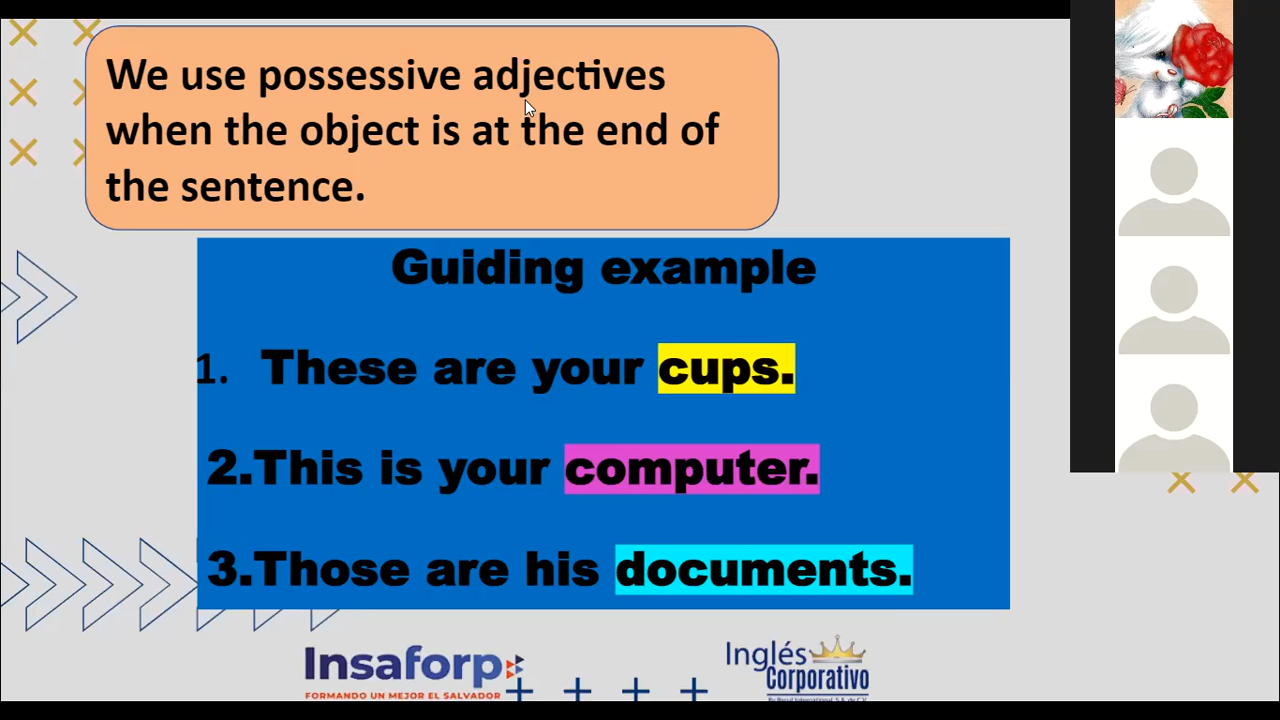 We use possessive adjectives
when the object is at the end of
the sentence.
Guiding example
1. These are your cups.
2.This is your computer.
3.Those are his documents.
Insaforp
FORMANDO UN MEJOR EL SALVADOR
Inglés
Corporativo